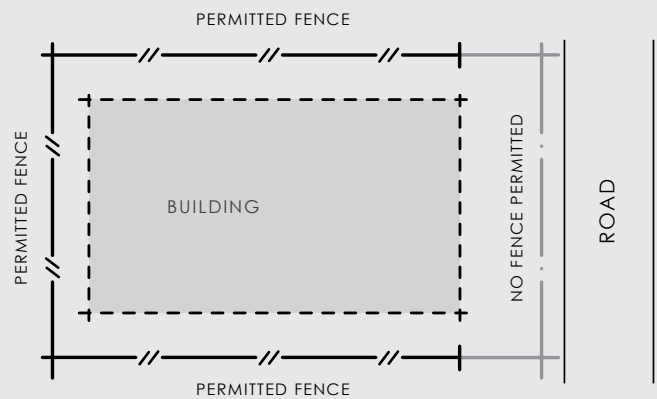 PERMITTED FENCE
PERMITTED FENCE
BUILDING
NO FENCE PERMITTED
ROAD
PERMITTED FENCE